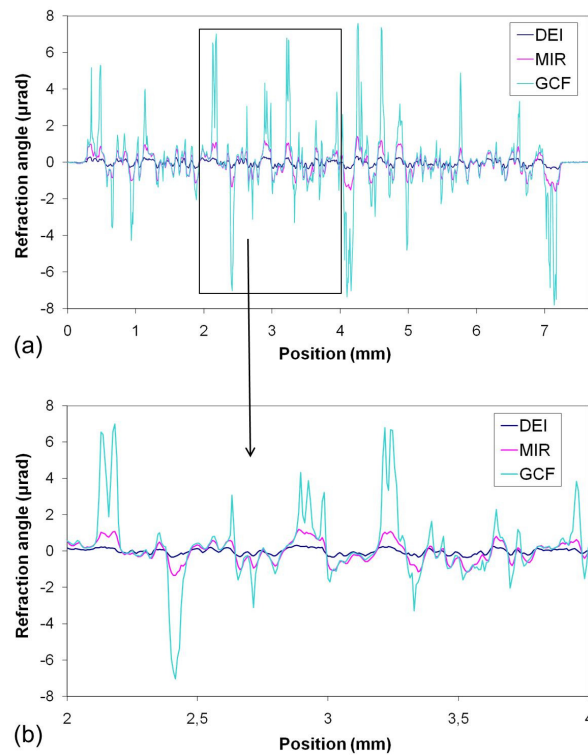 8
6
4
2
0
-2
-4
-6
-8
Refraction angle (µrad)
DEI
MIR
GCF
0 1 2 3 4 5 6 7
(a)
Position (mm)
8
6
4
2
0
-2
-4
-6
-8
Refraction angle (µrad)
DEI
MIR
GCF
2 2,5 3 3,5 4
(b)
Position (mm)